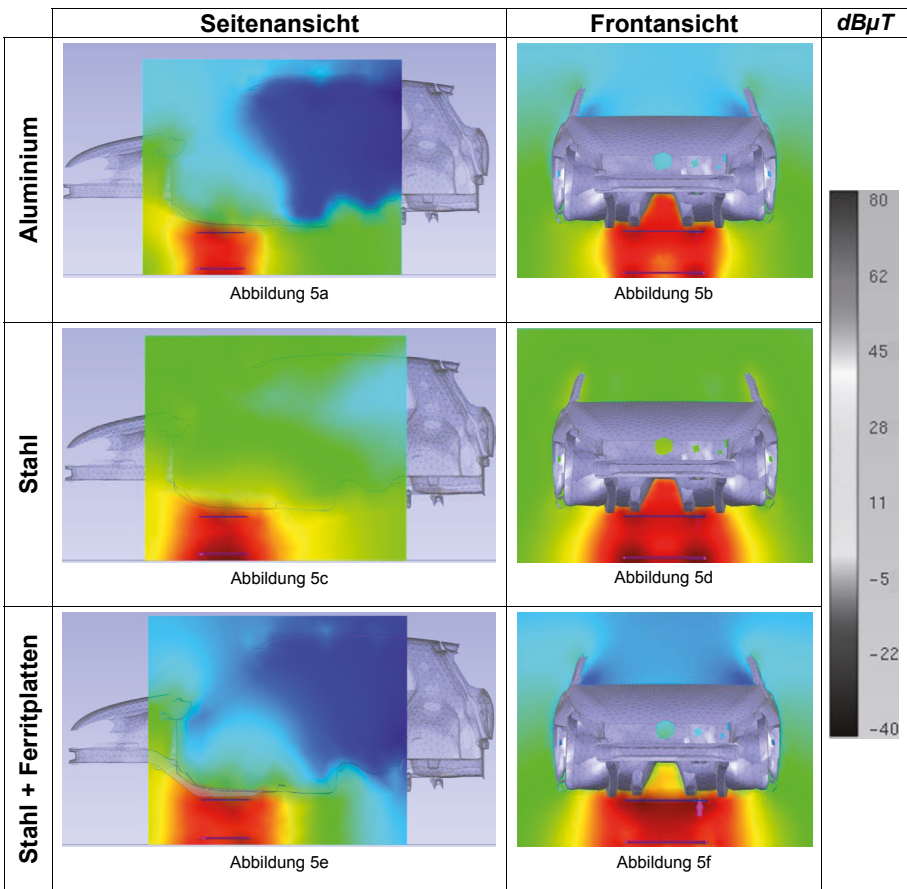 Seitenansicht
Frontansicht
dBµT
Aluminium
Abbildung 5a
Abbildung 5b
Stahl
Abbildung 5c
Abbildung 5d
Stahl + Ferritplatten
Abbildung 5e
Abbildung 5f
80
62
45
28
11
-5
-22
-40